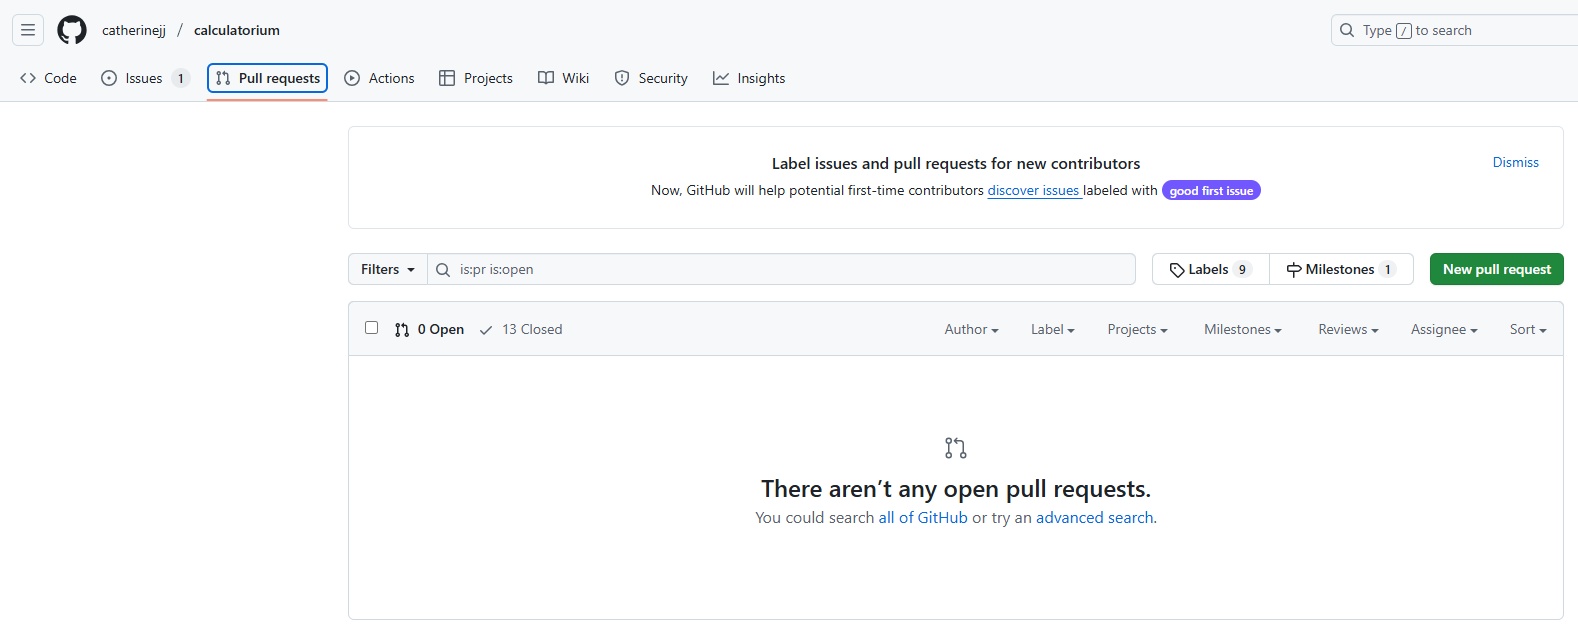 catherinejj / calculatorium
Type / to search
Code
Issues 1
Pull requests
Actions
Projects
Wiki
Security
Insights
Label issues and pull requests for new contributors
Dismiss
Now, GitHub will help potential first-time contributors discover issues labeled with good first issue
Filters
is:pr is:open
Labels 9
Milestones 1
New pull request
0 Open
13 Closed
Author
Label
Projects
Milestones
Reviews
Assignee
Sort
There aren’t any open pull requests.
You could search all of GitHub or try an advanced search.